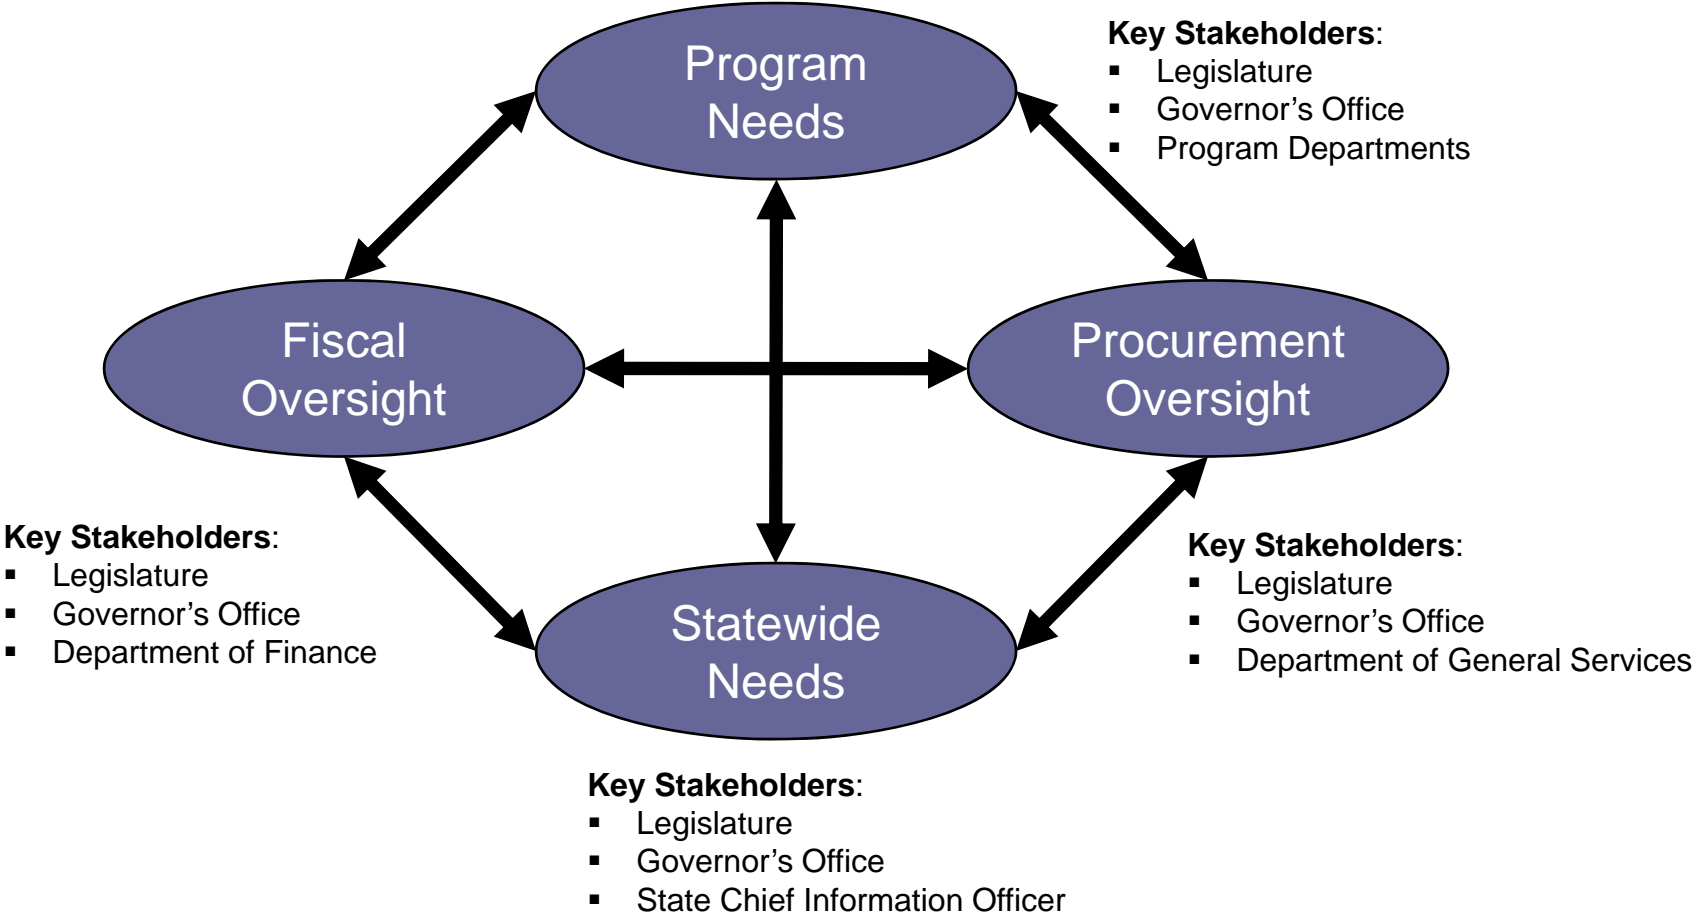 Program
Needs
Key Stakeholders:
▪ Legislature
▪ Governor’s Office
▪ Program Departments
Fiscal
Oversight
Procurement
Oversight
Key Stakeholders:
▪ Legislature
▪ Governor’s Office
▪ Department of Finance
Statewide
Needs
Key Stakeholders:
▪ Legislature
▪ Governor’s Office
▪ Department of General Services
Key Stakeholders:
▪ Legislature
▪ Governor’s Office
▪ State Chief Information Officer